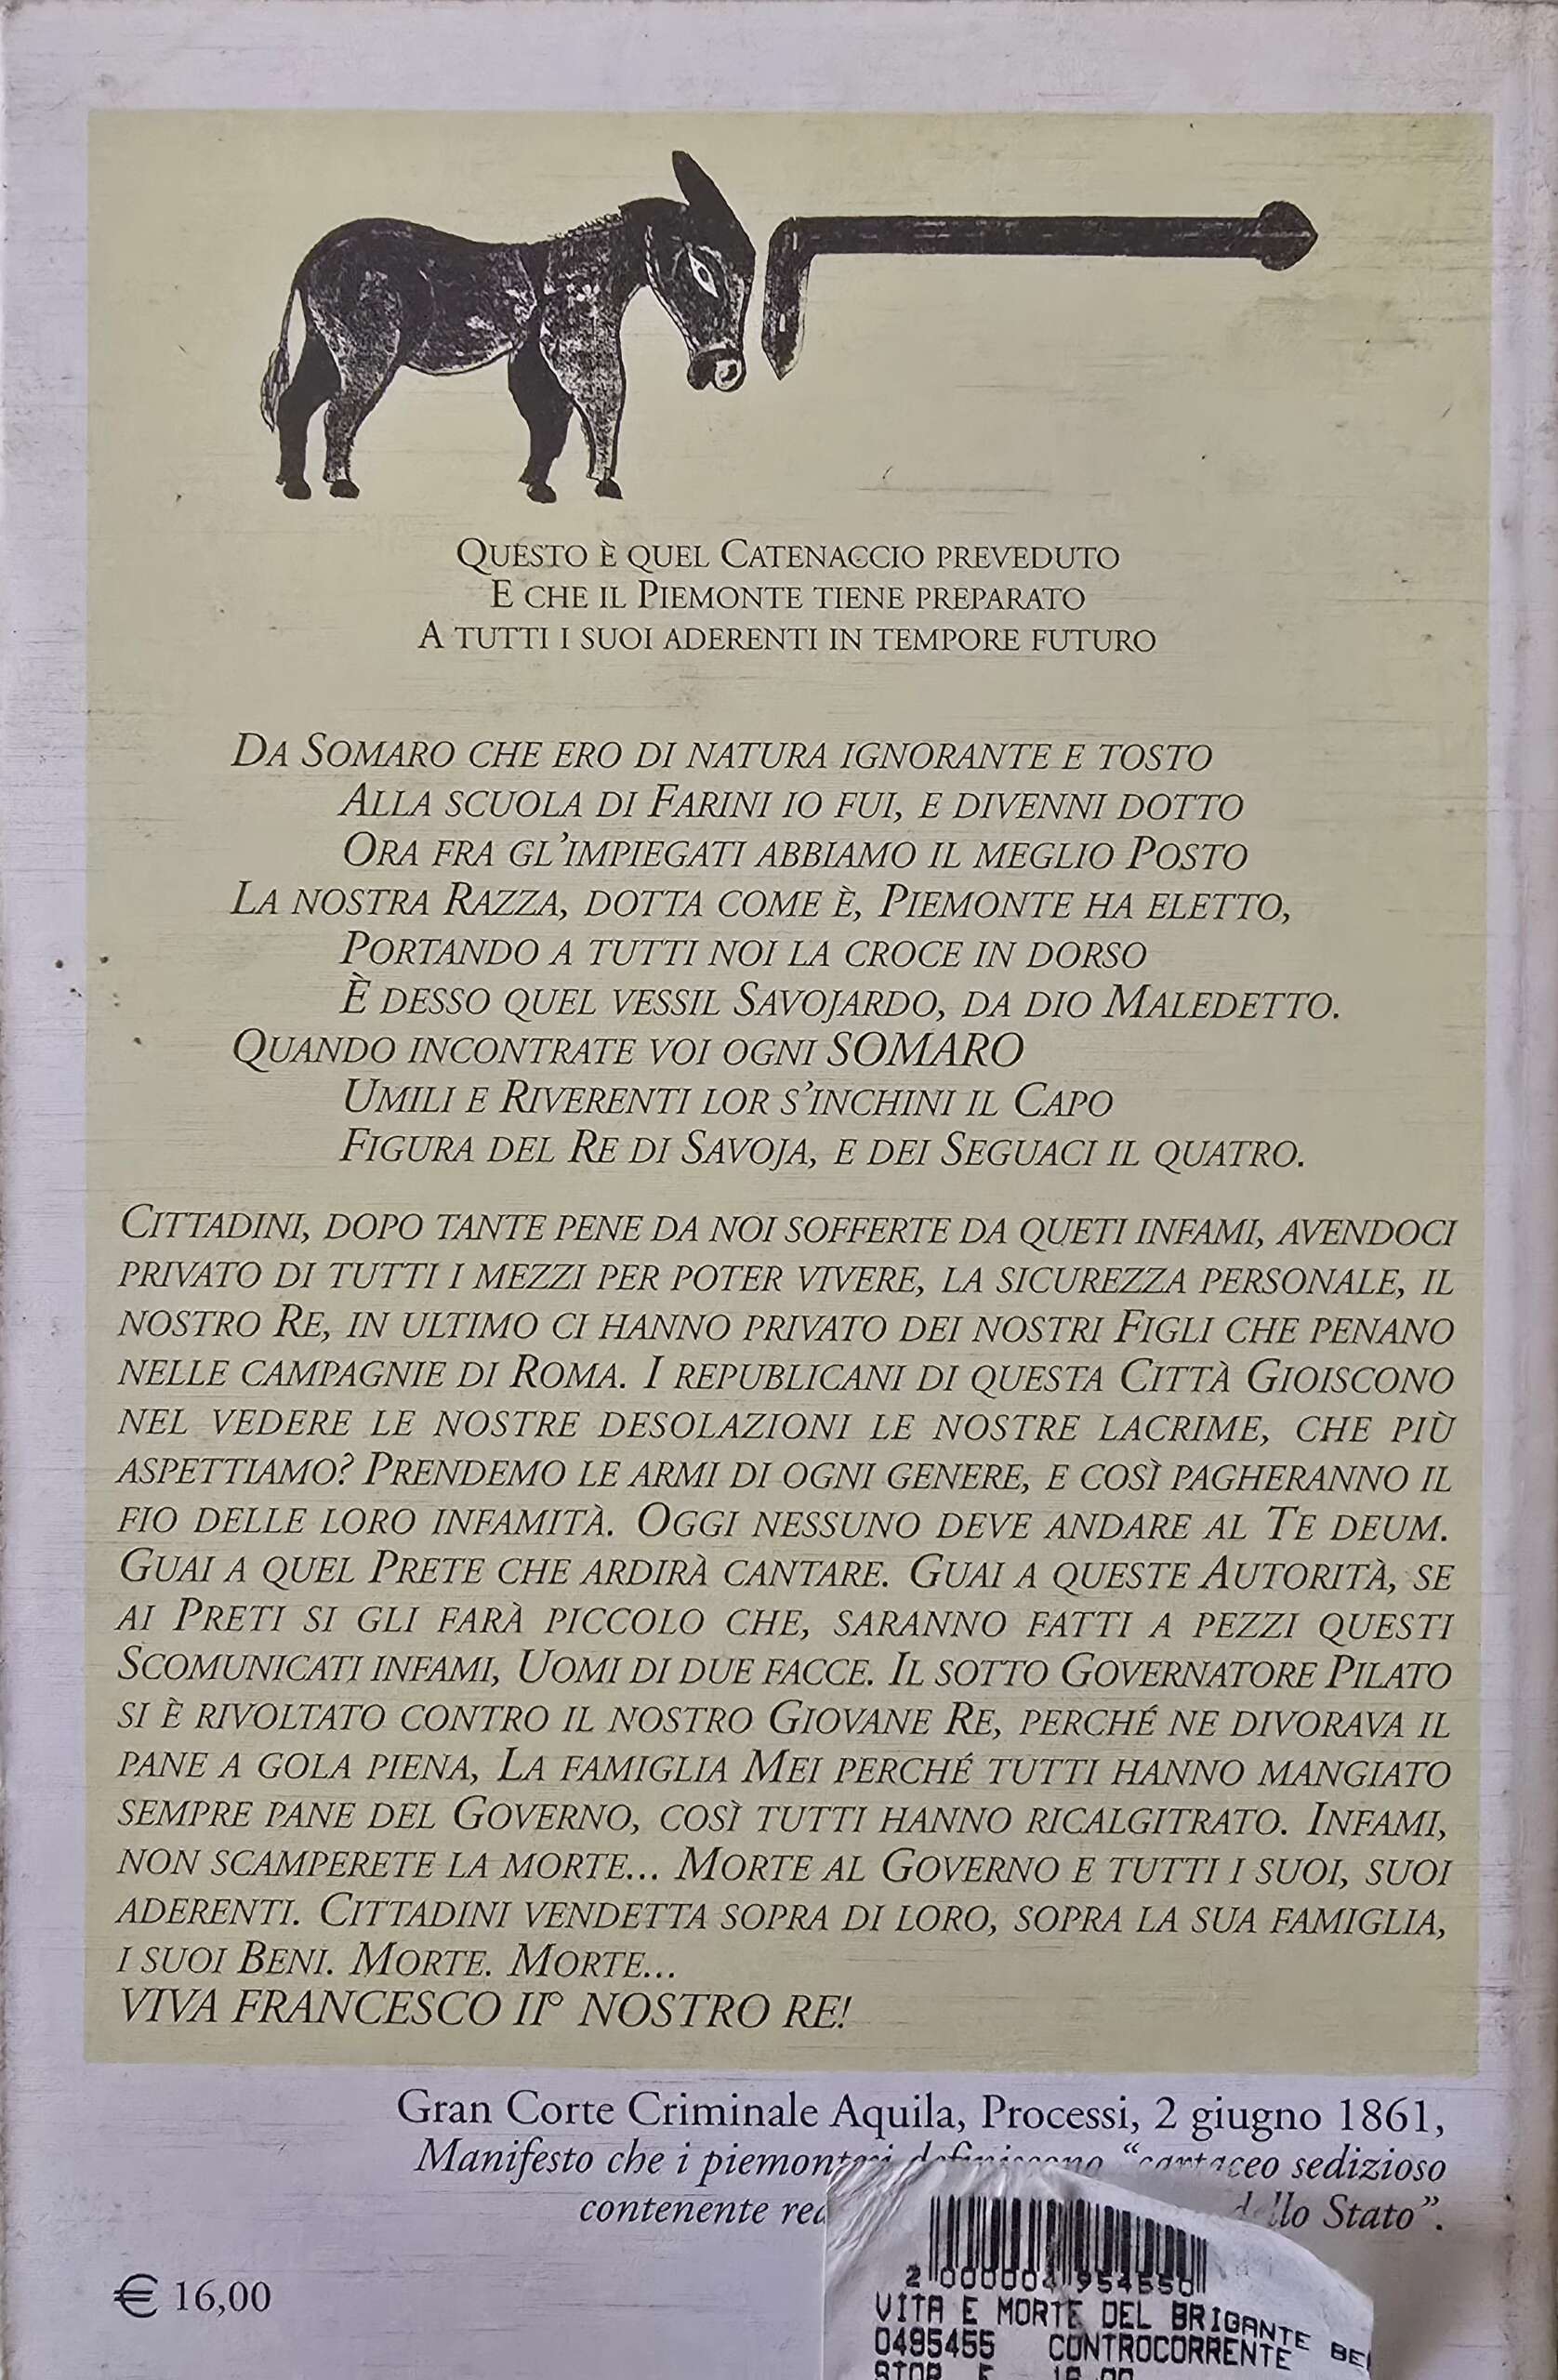 QUESTO È QUEL CATENACCIO PREVEDUTO
E CHE IL PIEMONTE TIENE PREPARATO
A TUTTI I SUOI ADERENTI IN TEMPORE FUTURO
DA SOMARO CHE ERO DI NATURA IGNORANTE E TOSTO
ALLA SCUOLA DI FARINI IO FUI, E DIVENNI DOTTO
ORA FRA GL'IMPIEGATI ABBIAMO IL MEGLIO POSTO
LA NOSTRA RAZZA, DOTTA COME È, PIEMONTE HA ELETTO,
PORTANDO A TUTTI NOI LA CROCE IN DORSO
È DESSO QUEL VESSIL SAVOJARDO, DA DIO MALEDETTO.
QUANDO INCONTRATE VOI OGNI SOMARO
UMILI E RIVERENTI LOR S'INCHINI IL CAPO
FIGURA DEL RE DI SAVOJA, E DEI SEGUACI IL QUATRO.
CITTADINI, DOPO TANTE PENE DA NOI SOFFERTE DA QUETI INFAMI, AVENDOCI
PRIVATO DI TUTTI I MEZZI PER POTER VIVERE, LA SICUREZZA PERSONALE, IL
NOSTRO RE, IN ULTIMO CI HANNO PRIVATO DEI NOSTRI FIGLI CHE PENANO
NELLE CAMPAGNIE DI ROMA. I REPUBLICANI DI QUESTA CITTÀ GIOISCONO
NEL VEDERE LE NOSTRE DESOLAZIONI LE NOSTRE LACRIME, CHE PIÙ
ASPETTIAMO? PRENDEMO LE ARMI DI OGNI GENERE, E COSÌ PAGHERANNO IL
FIO DELLE LORO INFAMITÀ. OGGI NESSUNO DEVE ANDARE AL TE DEUM.
GUAI A QUEL PRETE CHE ARDIRÀ CANTARE. GUAI A QUESTE AUTORITÀ, SE
AI PRETI SI GLI FARÀ PICCOLO CHE, SARANNO FATTI A PEZZI QUESTI
SCOMUNICATI INFAMI, UOMI DI DUE FACCE. IL SOTTO GOVERNATORE PILATO
SI È RIVOLTATO CONTRO IL NOSTRO GIOVANE RE, PERCHÉ NE DIVORAVA IL
PANE A GOLA PIENA, LA FAMIGLIA MEI PERCHÉ TUTTI HANNO MANGIATO
SEMPRE PANE DEL GOVERNO, COSÌ TUTTI HANNO RICALGITRATO. INFAMI,
NON SCAMPERETE LA MORTE... MORTE AL GOVERNO E TUTTI I SUOI, SUOI
ADERENTI. CITTADINI VENDETTA SOPRA DI LORO, SOPRA LA SUA FAMIGLIA,
I SUOI BENI. MORTE. MORTE...
VIVA FRANCESCO II° NOSTRO RE!
Gran Corte Criminale Aquila, Processi, 2 giugno 1861,
Manifesto che i piemontesi definiscono "cartaceo sedizioso
contenente dello Stato".
€ 16,00
2 000004 954550
VITA E MORTE DEL BRIGANTE
0495455 CONTROCORRENTE